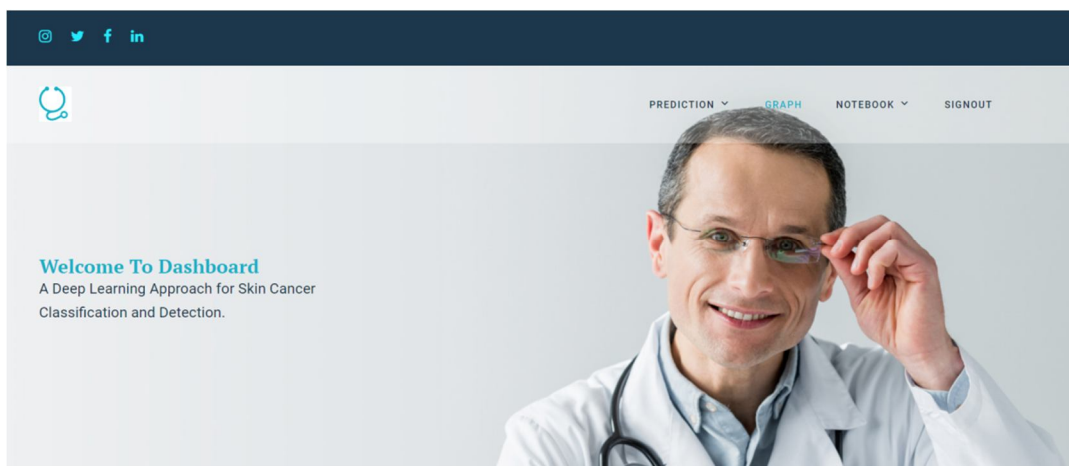 PREDICTION GRAPH NOTEBOOK SIGNOUT
Welcome To Dashboard
A Deep Learning Approach for Skin Cancer
Classification and Detection.